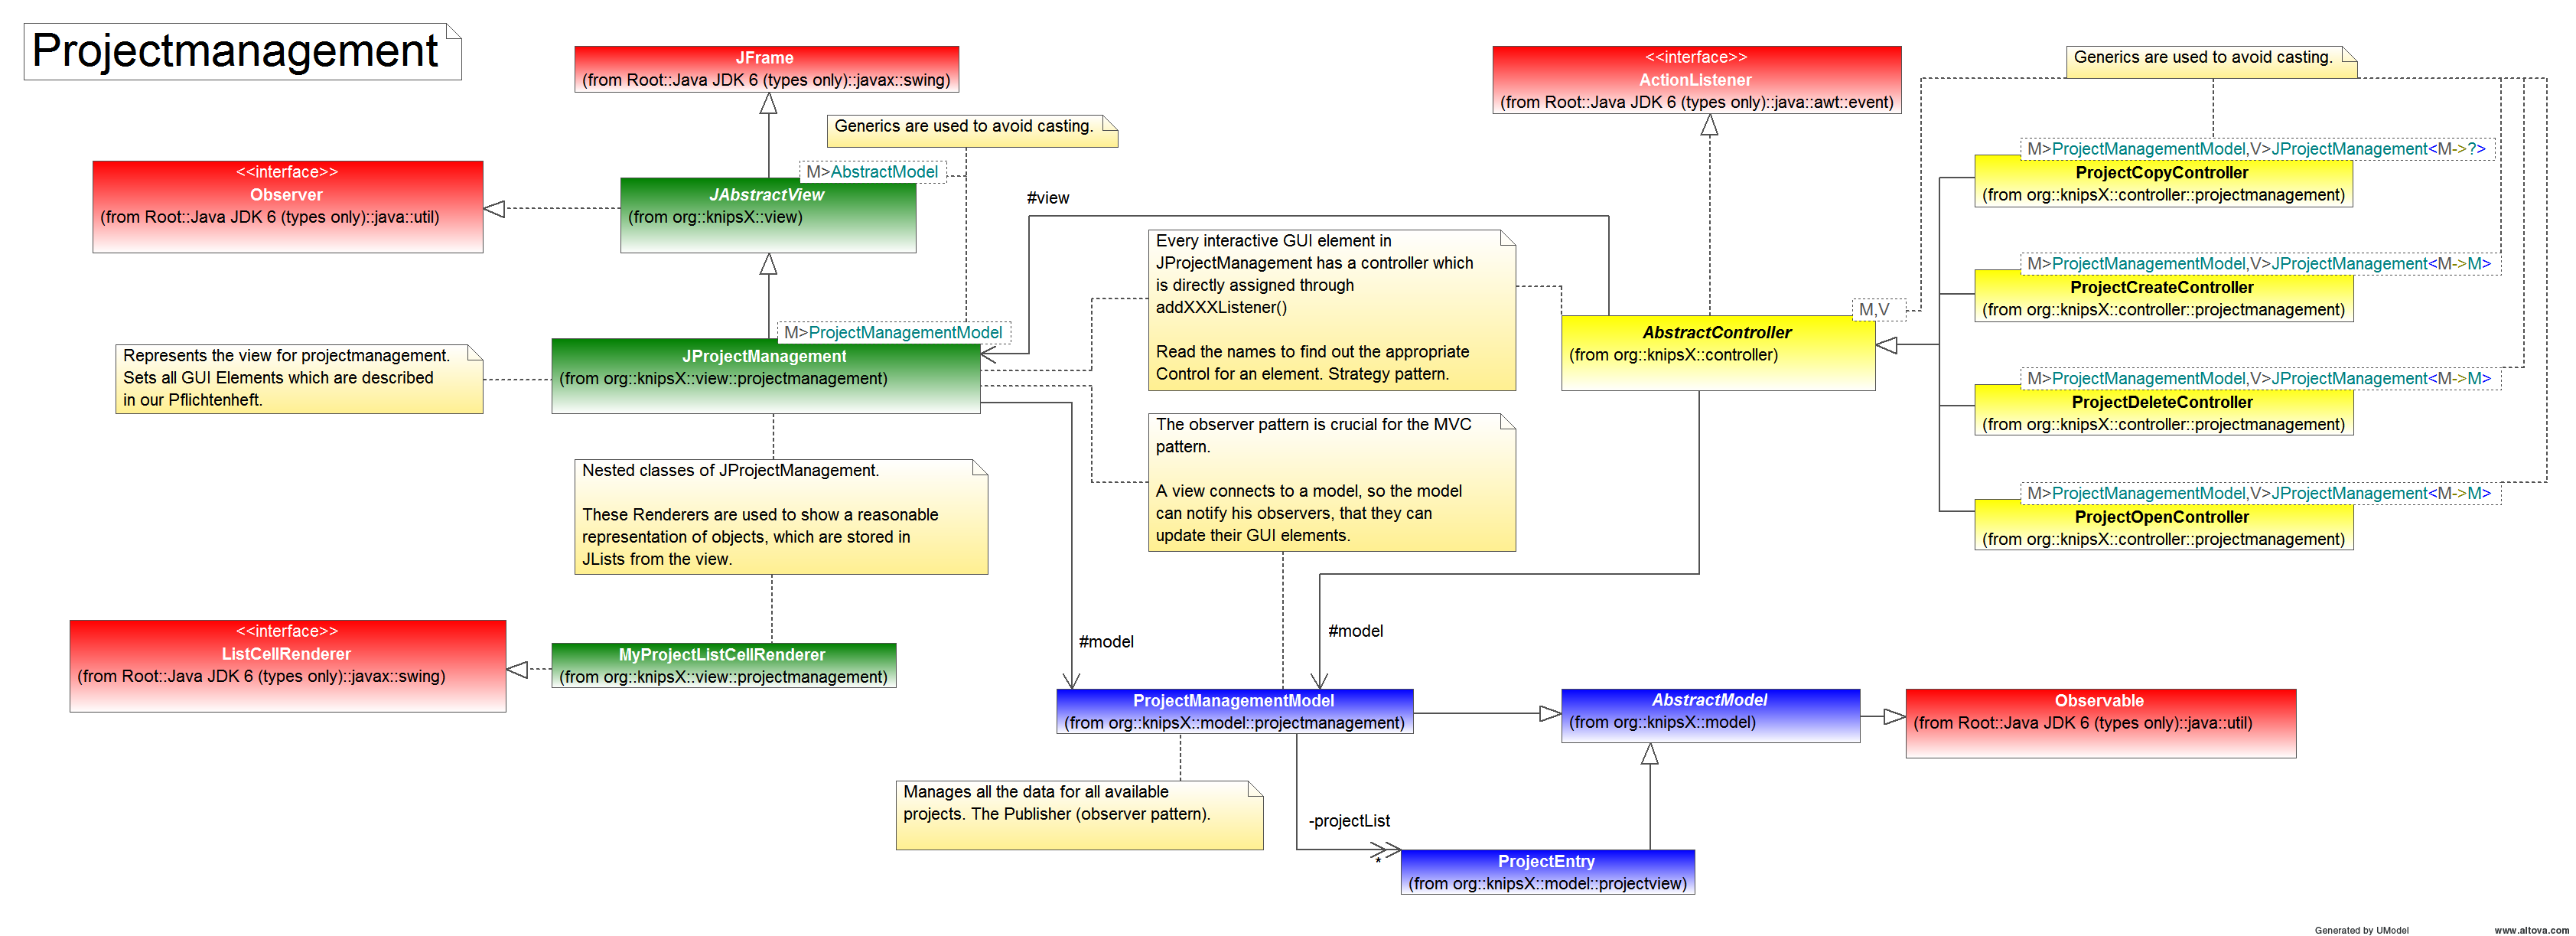 Projectmanagement
JFrame
(from Root::Java JDK 6 (types only)::javax::swing)
<<interface>>
ActionListener
(from Root::Java JDK 6 (types only)::java::awt::event)
Generics are used to avoid casting.
Generics are used to avoid casting.
<<interface>>
Observer
(from Root::Java JDK 6 (types only)::java::util)
M>AbstractModel
JAbstractView
(from org::knipsX::view)
#view
M>ProjectManagementModel,V>JProjectManagement<M->?>
ProjectCopyController
(from org::knipsX::controller::projectmanagement)
Every interactive GUI element in
JProjectManagement has a controller which
is directly assigned through
addXXXListener()
Read the names to find out the appropriate
Control for an element. Strategy pattern.
M>ProjectManagementModel,V>JProjectManagement<M->M>
ProjectCreateController
(from org::knipsX::controller::projectmanagement)
M,V
AbstractController
(from org::knipsX::controller)
M>ProjectManagementModel
JProjectManagement
(from org::knipsX::view::projectmanagement)
Represents the view for projectmanagement.
Sets all GUI Elements which are described
in our Pflichtenheft.
M>ProjectManagementModel,V>JProjectManagement<M->M>
ProjectDeleteController
(from org::knipsX::controller::projectmanagement)
The observer pattern is crucial for the MVC
pattern.
A view connects to a model, so the model
can notify his observers, that they can
update their GUI elements.
Nested classes of JProjectManagement.
These Renderers are used to show a reasonable
representation of objects, which are stored in
JLists from the view.
M>ProjectManagementModel,V>JProjectManagement<M->M>
ProjectOpenController
(from org::knipsX::controller::projectmanagement)
<<interface>>
ListCellRenderer
(from Root::Java JDK 6 (types only)::javax::swing)
MyProjectListCellRenderer
(from org::knipsX::view::projectmanagement)
#model
#model
ProjectManagementModel
(from org::knipsX::model::projectmanagement)
AbstractModel
(from org::knipsX::model)
Observable
(from Root::Java JDK 6 (types only)::java::util)
Manages all the data for all available
projects. The Publisher (observer pattern).
-projectList
*
ProjectEntry
(from org::knipsX::model::projectview)
Generated by UModel
www.altova.com